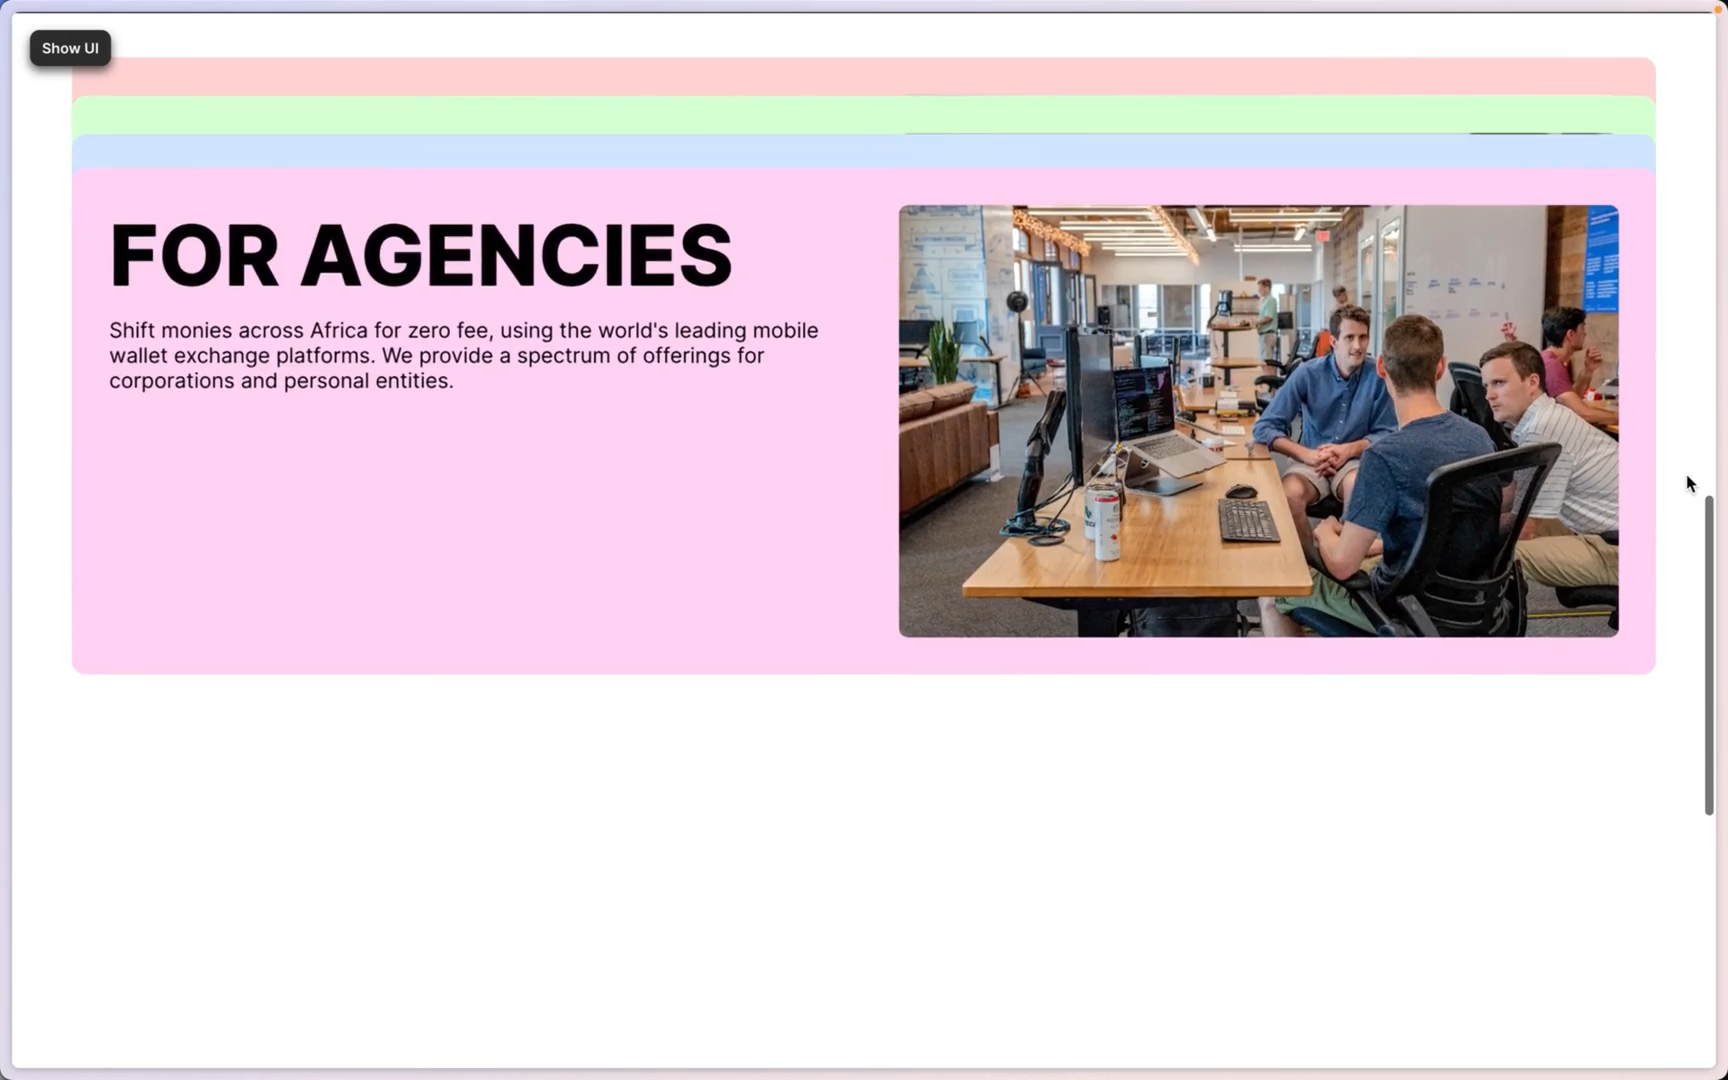 Show UI
FOR AGENCIES
Shift monies across Africa for zero fee, using the world's leading mobile
wallet exchange platforms. We provide a spectrum of offerings for
corporations and personal entities.